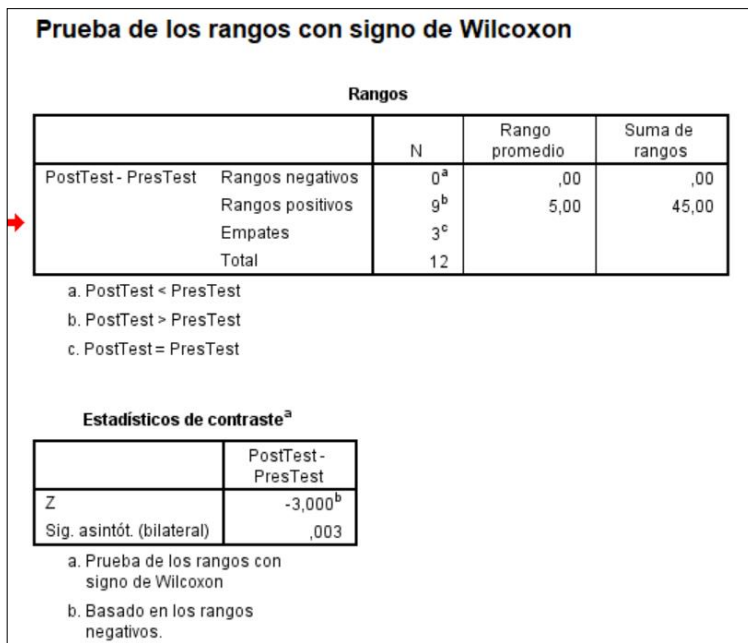 Prueba de los rangos con signo de Wilcoxon
Rangos
N Rango promedio Suma de rangos
PostTest - PresTest Rangos negativos 0a ,00 ,00
Rangos positivos 9b 5,00 45,00
Empates 3c
Total 12
a. PostTest < PresTest
b. PostTest > PresTest
c. PostTest = PresTest
Estadísticos de contrastea
PostTest -
PresTest
Z -3,000b
Sig. asintót. (bilateral) ,003
a. Prueba de los rangos con
signo de Wilcoxon
b. Basado en los rangos
negativos.